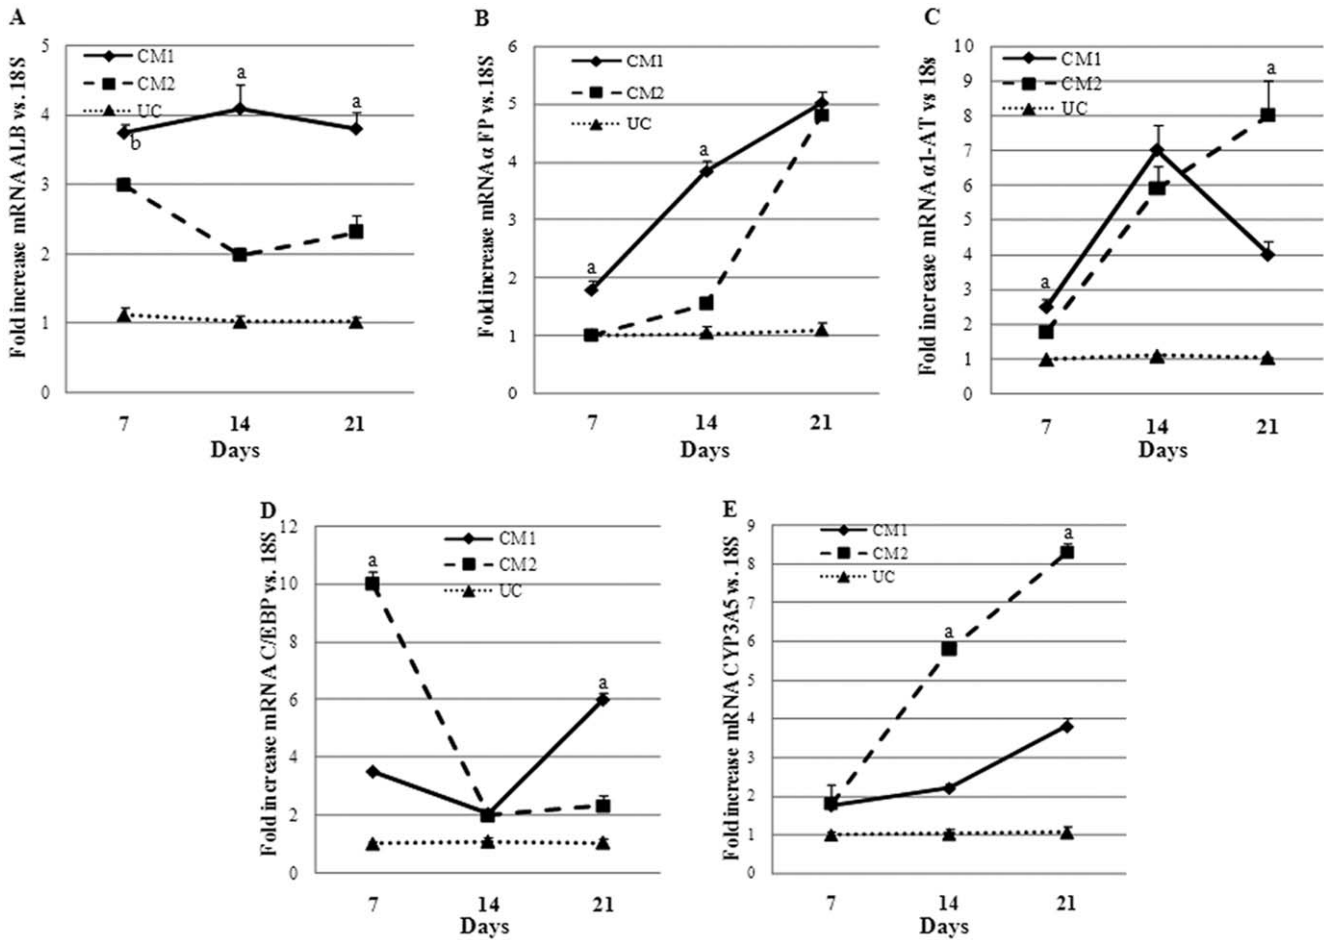 A
Fold increase mRNA ALB vs. 18S
5
4
3
2
1
0
CM1
CM2
UC
a
a
b
7
14
21
Days
B
Fold increase mRNA α FP vs. 18S
6
5
4
3
2
1
0
CM1
CM2
UC
a
a
7
14
21
Days
C
Fold increase mRNA α1-AT vs 18s
10
9
8
7
6
5
4
3
2
1
0
CM1
CM2
UC
a
a
7
14
21
Days
D
Fold increase mRNA C/EBP vs. 18S
12
10
8
6
4
2
0
CM1
CM2
UC
a
a
7
14
21
Days
E
Fold increase mRNA CYP3A5 vs. 18S
9
8
7
6
5
4
3
2
1
0
CM1
CM2
UC
a
a
7
14
21
Days